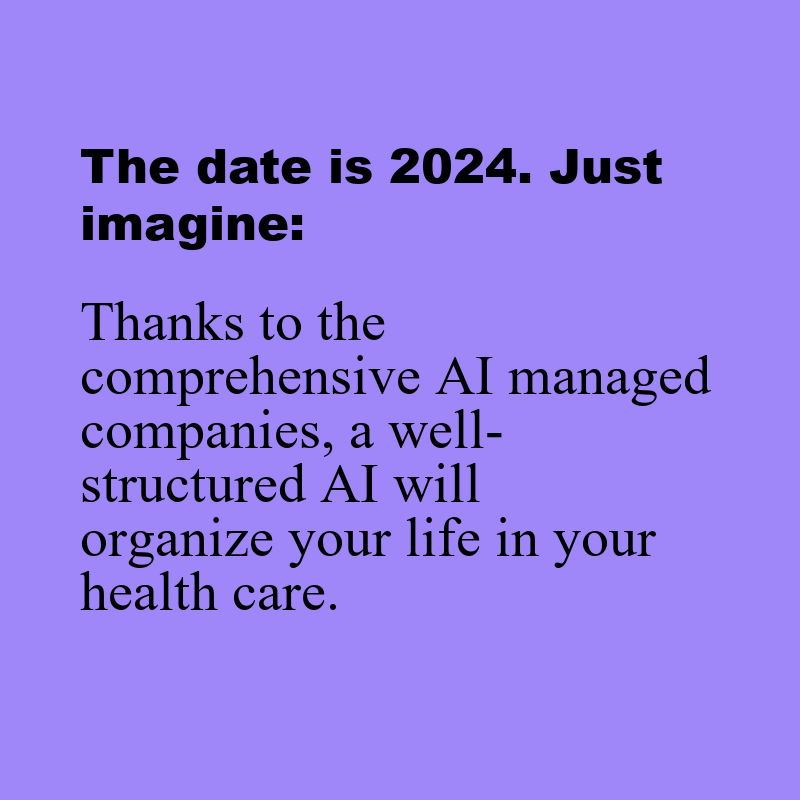 The date is 2024. Just
imagine:
Thanks to the
comprehensive AI managed
companies, a well-
structured AI will
organize your life in your
health care.